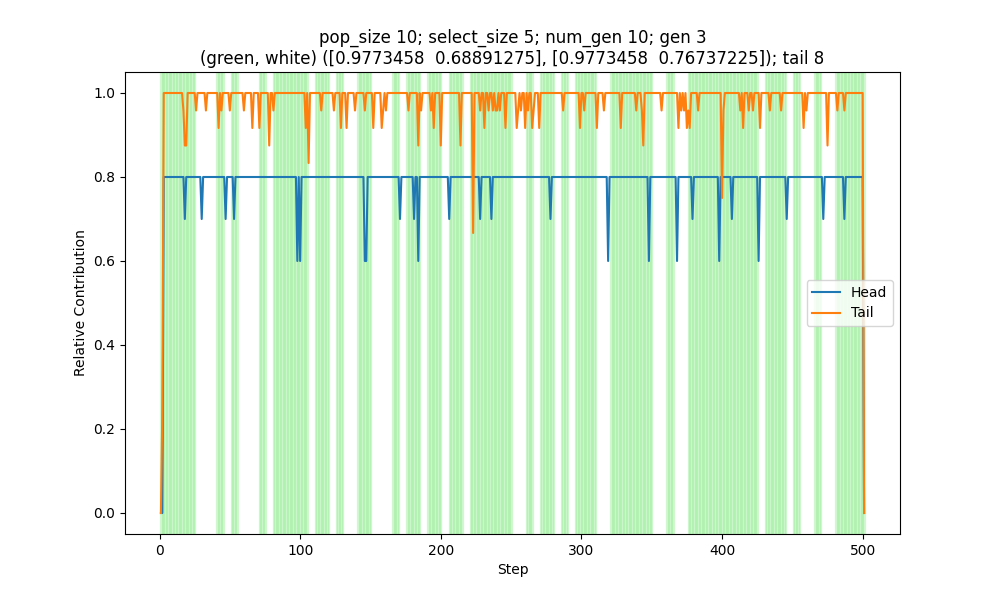 pop_size 10; select_size 5; num_gen 10; gen 3
(green, white) ([0.9773458  0.68891275], [0.9773458  0.76737225]); tail 8
1.0
0.8
0.6
0.4
0.2
0.0
Relative Contribution
Head
Tail
0 100 200 300 400 500
Step